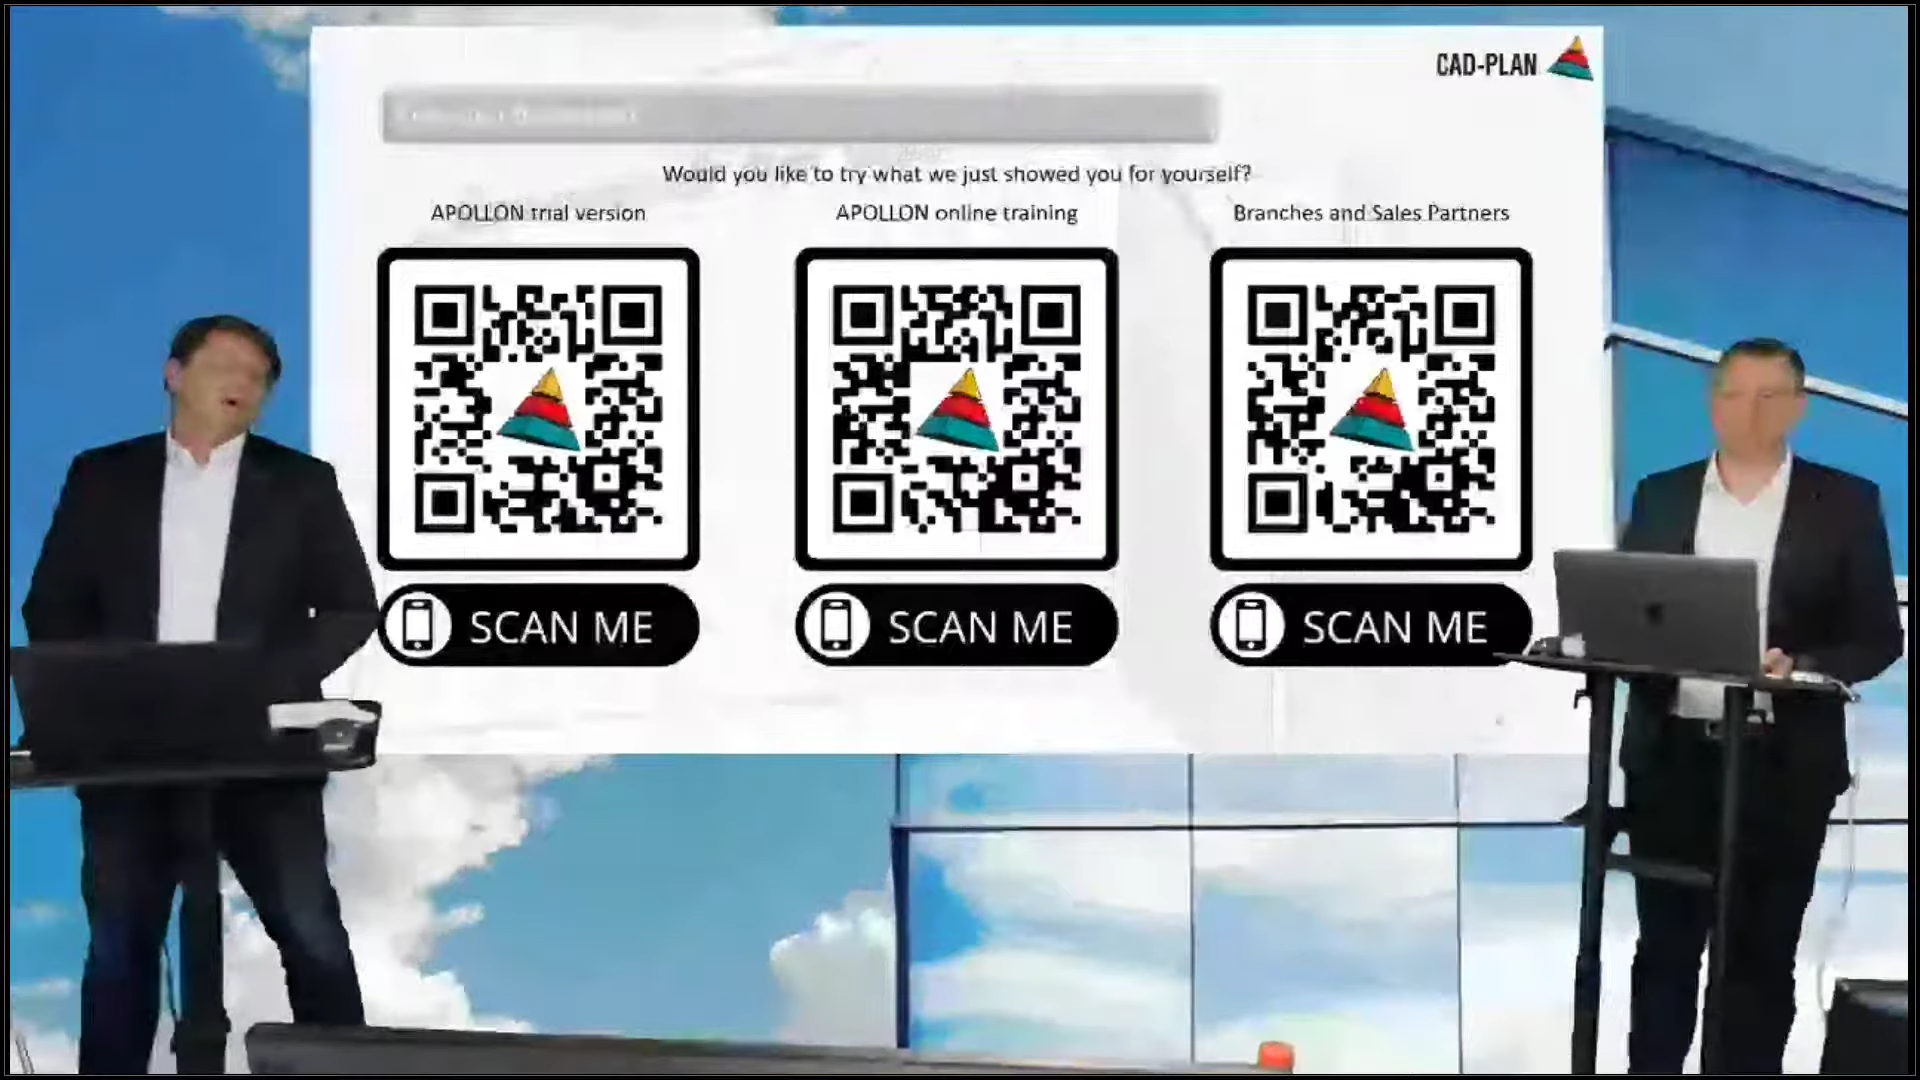 CAD-PLAN
Would you like to try what we just showed you for yourself?
APOLLON trial version
APOLLON online training
Branches and Sales Partners
SCAN ME
SCAN ME
SCAN ME